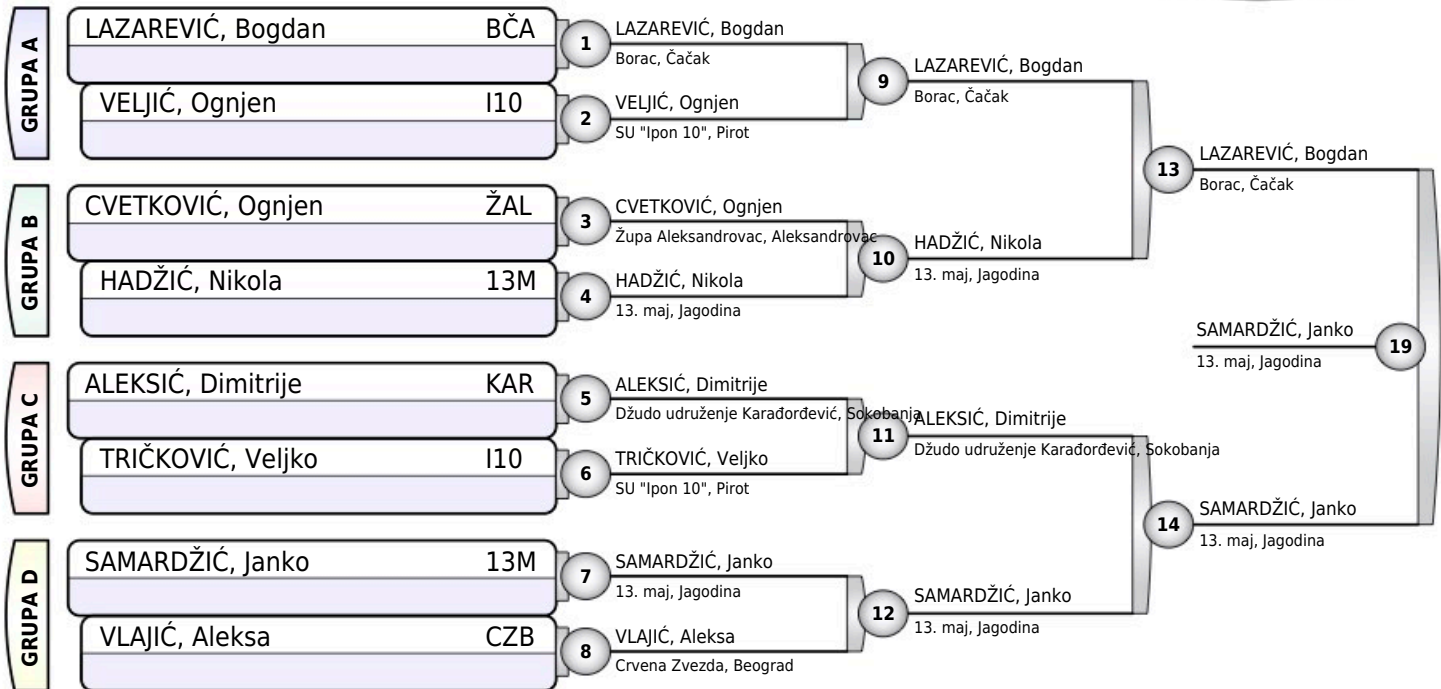 GRUPA A
LAZAREVIĆ, Bogdan BČA
VELJIĆ, Ognjen I10
GRUPA B
CVETKOVIĆ, Ognjen ŽAL
HADŽIĆ, Nikola 13M
GRUPA C
ALEKSIĆ, Dimitrije KAR
TRIČKOVIĆ, Veljko I10
GRUPA D
SAMARDŽIĆ, Janko 13M
VLAJIĆ, Aleksa CZB
1
LAZAREVIĆ, Bogdan
Borac, Čačak
2
VELJIĆ, Ognjen
SU "Ipon 10", Pirot
3
CVETKOVIĆ, Ognjen
Župa Aleksandrovac, Aleksandrovac
4
HADŽIĆ, Nikola
13. maj, Jagodina
5
ALEKSIĆ, Dimitrije
Džudo udruženje Karađorđević, Sokobanja
6
TRIČKOVIĆ, Veljko
SU "Ipon 10", Pirot
7
SAMARDŽIĆ, Janko
13. maj, Jagodina
8
VLAJIĆ, Aleksa
Crvena Zvezda, Beograd
9
LAZAREVIĆ, Bogdan
Borac, Čačak
10
HADŽIĆ, Nikola
13. maj, Jagodina
11
ALEKSIĆ, Dimitrije
Džudo udruženje Karađorđević, Sokobanja
12
SAMARDŽIĆ, Janko
13. maj, Jagodina
13
LAZAREVIĆ, Bogdan
Borac, Čačak
14
SAMARDŽIĆ, Janko
13. maj, Jagodina
SAMARDŽIĆ, Janko
13. maj, Jagodina
19